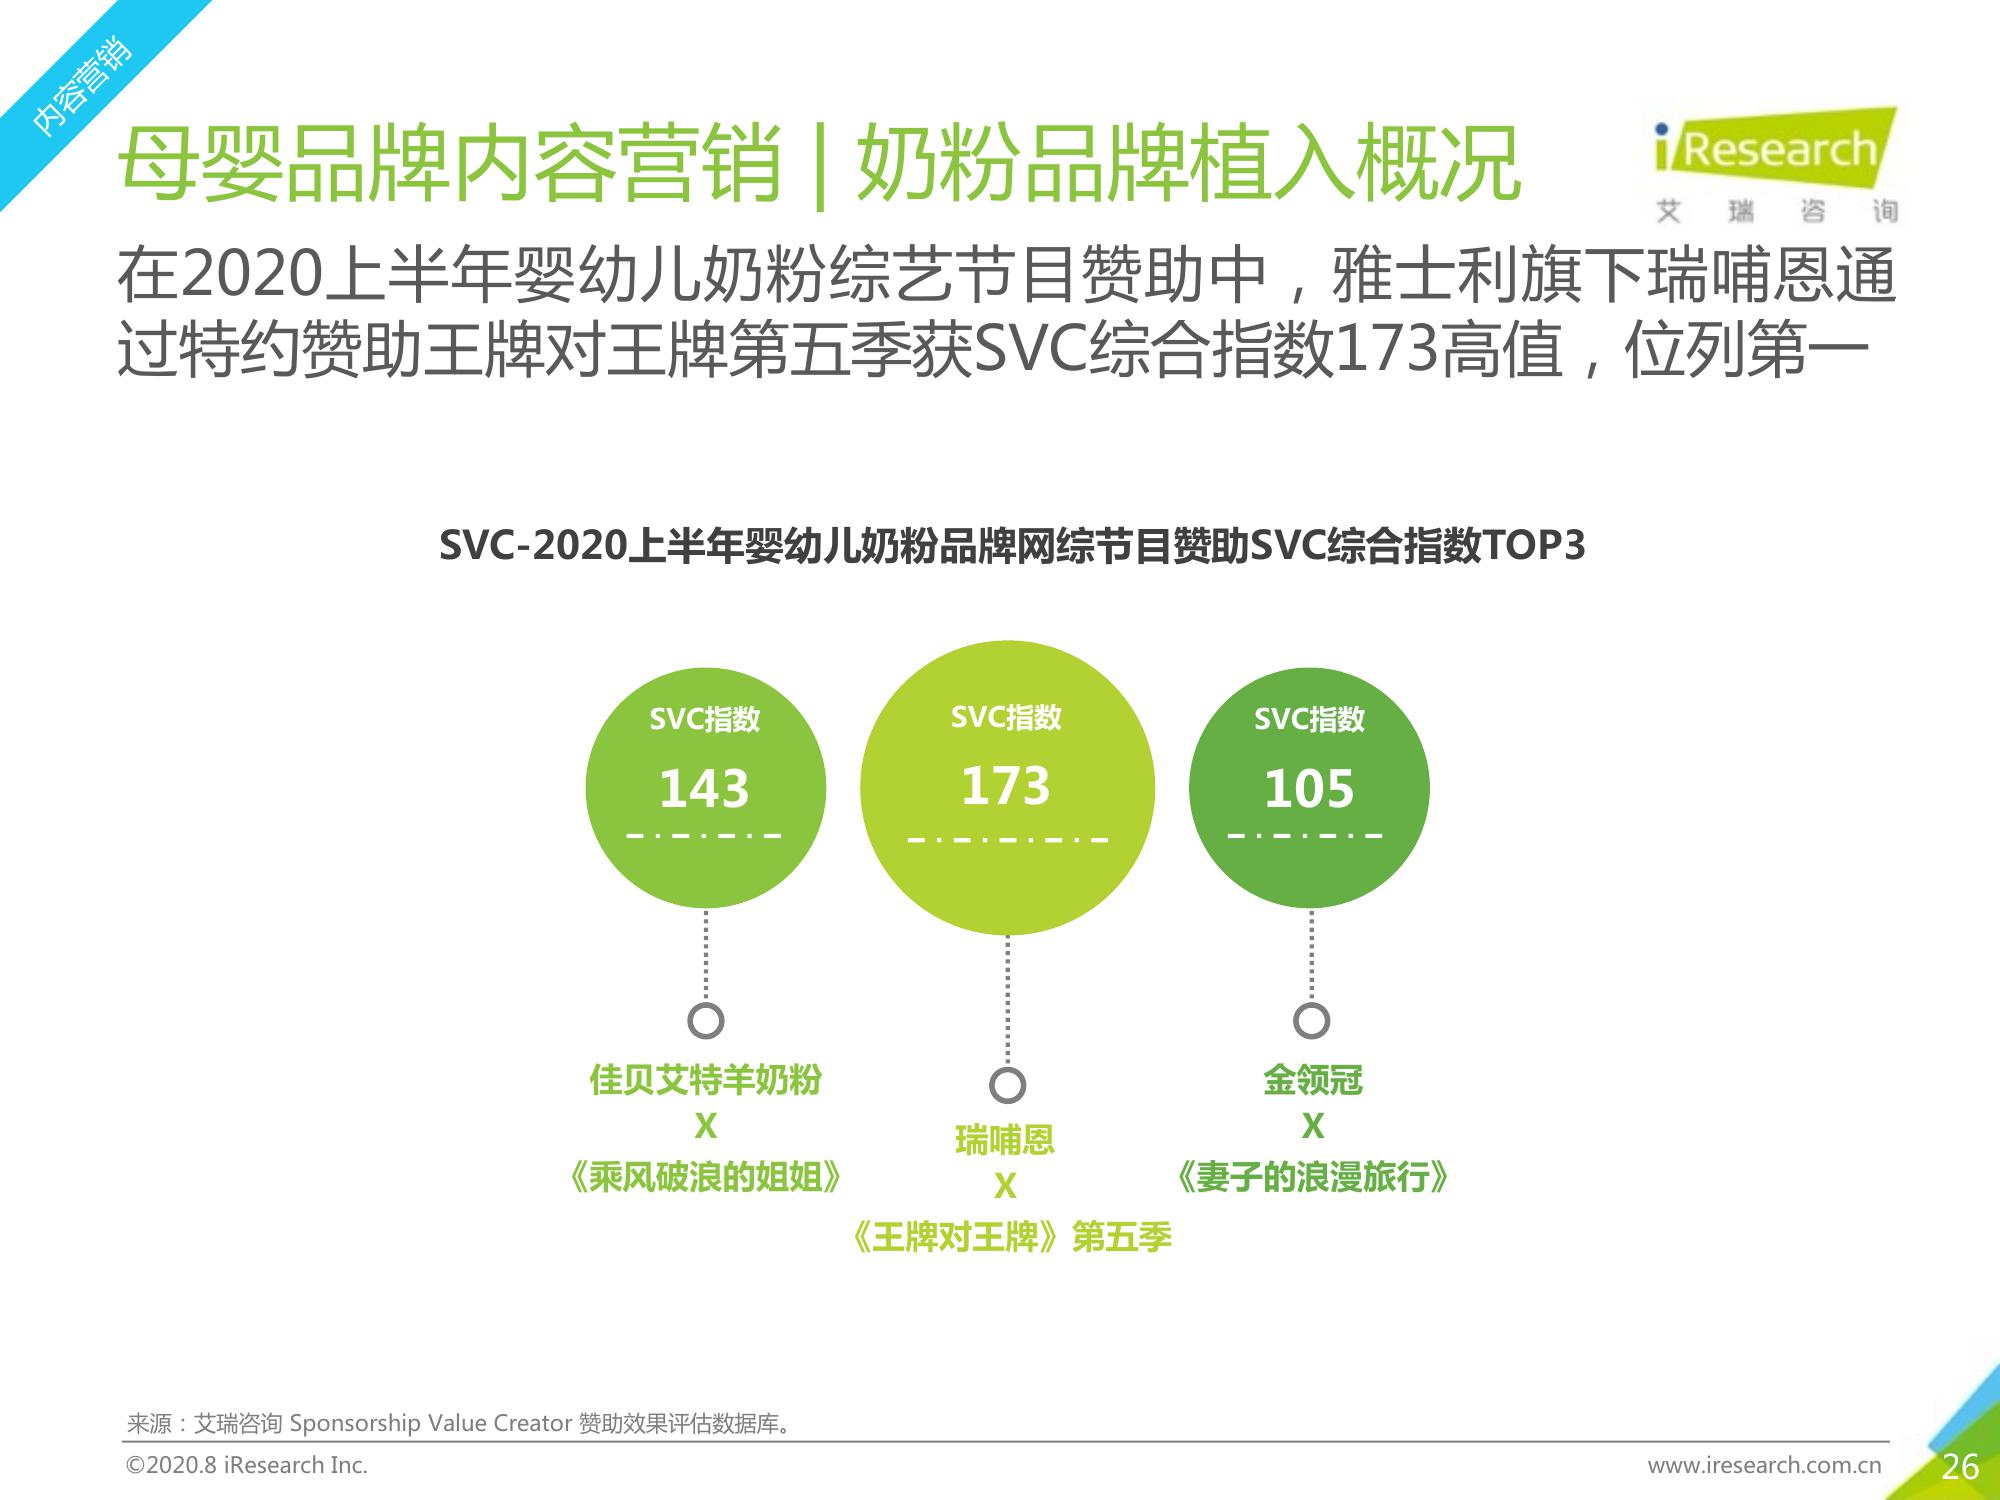 内容营销
母婴品牌内容营销 | 奶粉品牌植入概况
iResearch
艾瑞咨询
在2020上半年婴幼儿奶粉综艺节目赞助中，雅士利旗下瑞哺恩通
过特约赞助王牌对王牌第五季获SVC综合指数173高值，位列第一
SVC-2020上半年婴幼儿奶粉品牌网综节目赞助SVC综合指数TOP3
SVC指数
143
佳贝艾特羊奶粉
X
《乘风破浪的姐姐》
SVC指数
173
瑞哺恩
X
《王牌对王牌》第五季
SVC指数
105
金领冠
X
《妻子的浪漫旅行》
来源：艾瑞咨询 Sponsorship Value Creator 赞助效果评估数据库。
©2020.8 iResearch Inc.
www.iresearch.com.cn
26